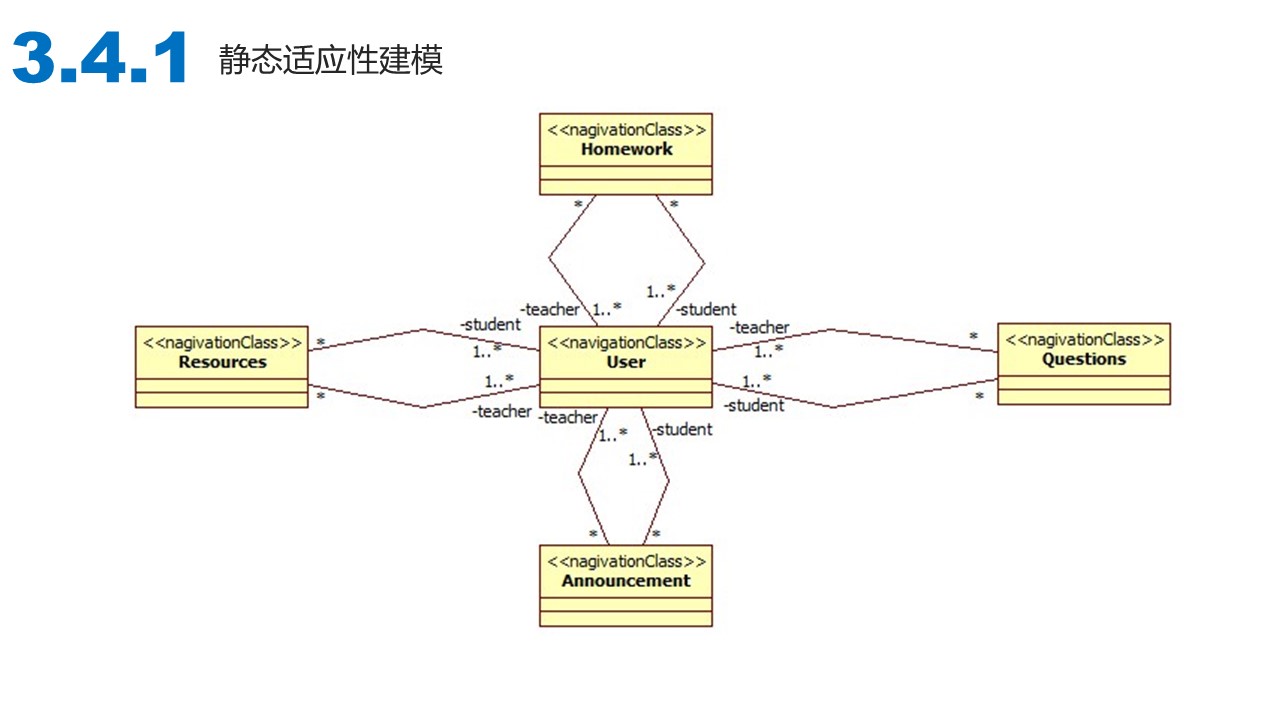 3.4.1 静态适应性建模
<<nagivationClass>>
Homework
*
*
1..*
-teacher
1..*
-student
-student
-teacher
<<nagivationClass>>
Resources
*
1..*
<<navigationClass>>
User
1..*
*
<<nagivationClass>>
Questions
1..*
1..*
*
-teacher
-teacher
-student
*
1..*
-student
1..*
*
*
<<nagivationClass>>
Announcement